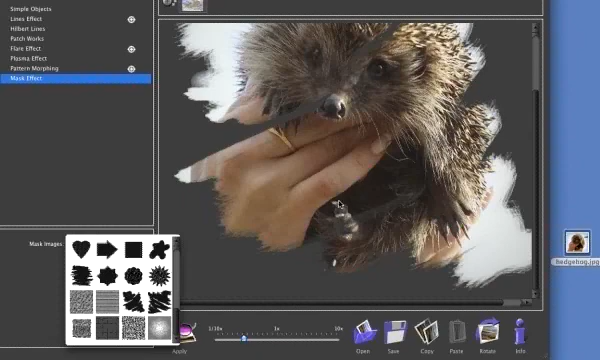 Simple Objects
Lines Effect
Hilbert Lines
Patch Works
Flare Effect
Plasma Effect
Pattern Morphing
Mask Effect
Mask Images:
hedgehog.jpg
1/10x
1x
10x
Apply
Open
Save
Copy
Paste
Rotate
Info